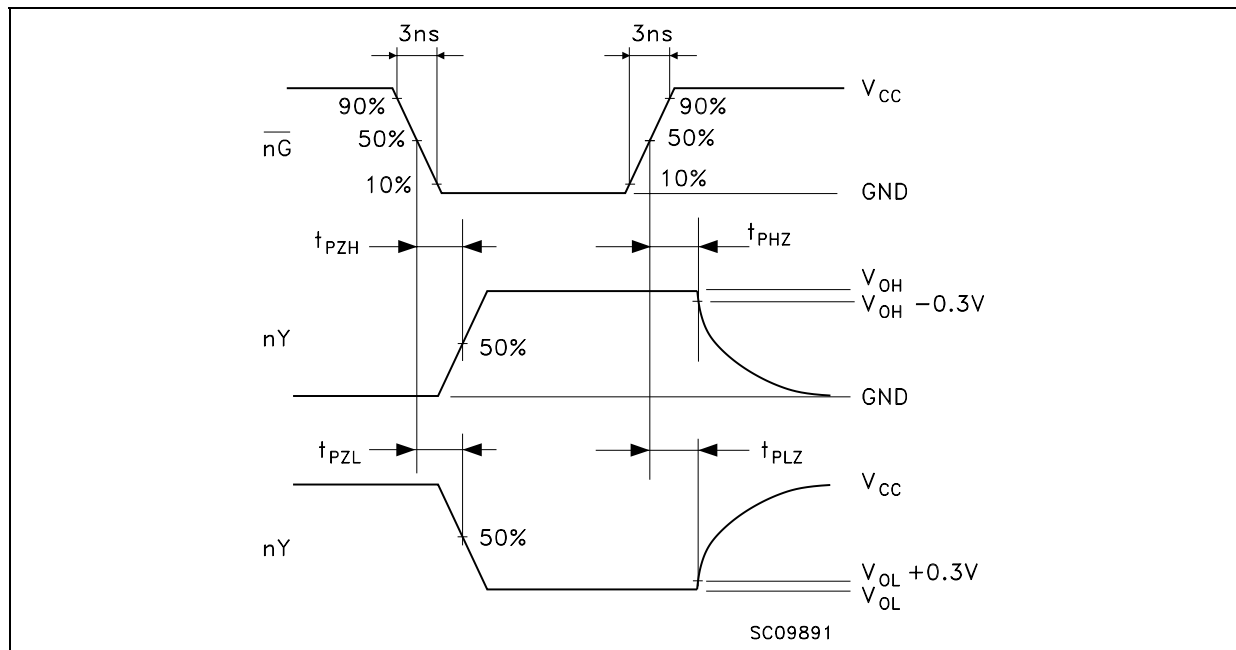 3ns 3ns
V_CC
90% 90%
50% 50%
n̅G̅
10% 10%
GND
t_PZH t_PHZ
V_OH
V_OH −0.3V
nY
50%
GND
t_PZL t_PLZ
V_CC
50%
nY
V_OL +0.3V
V_OL
SC09891